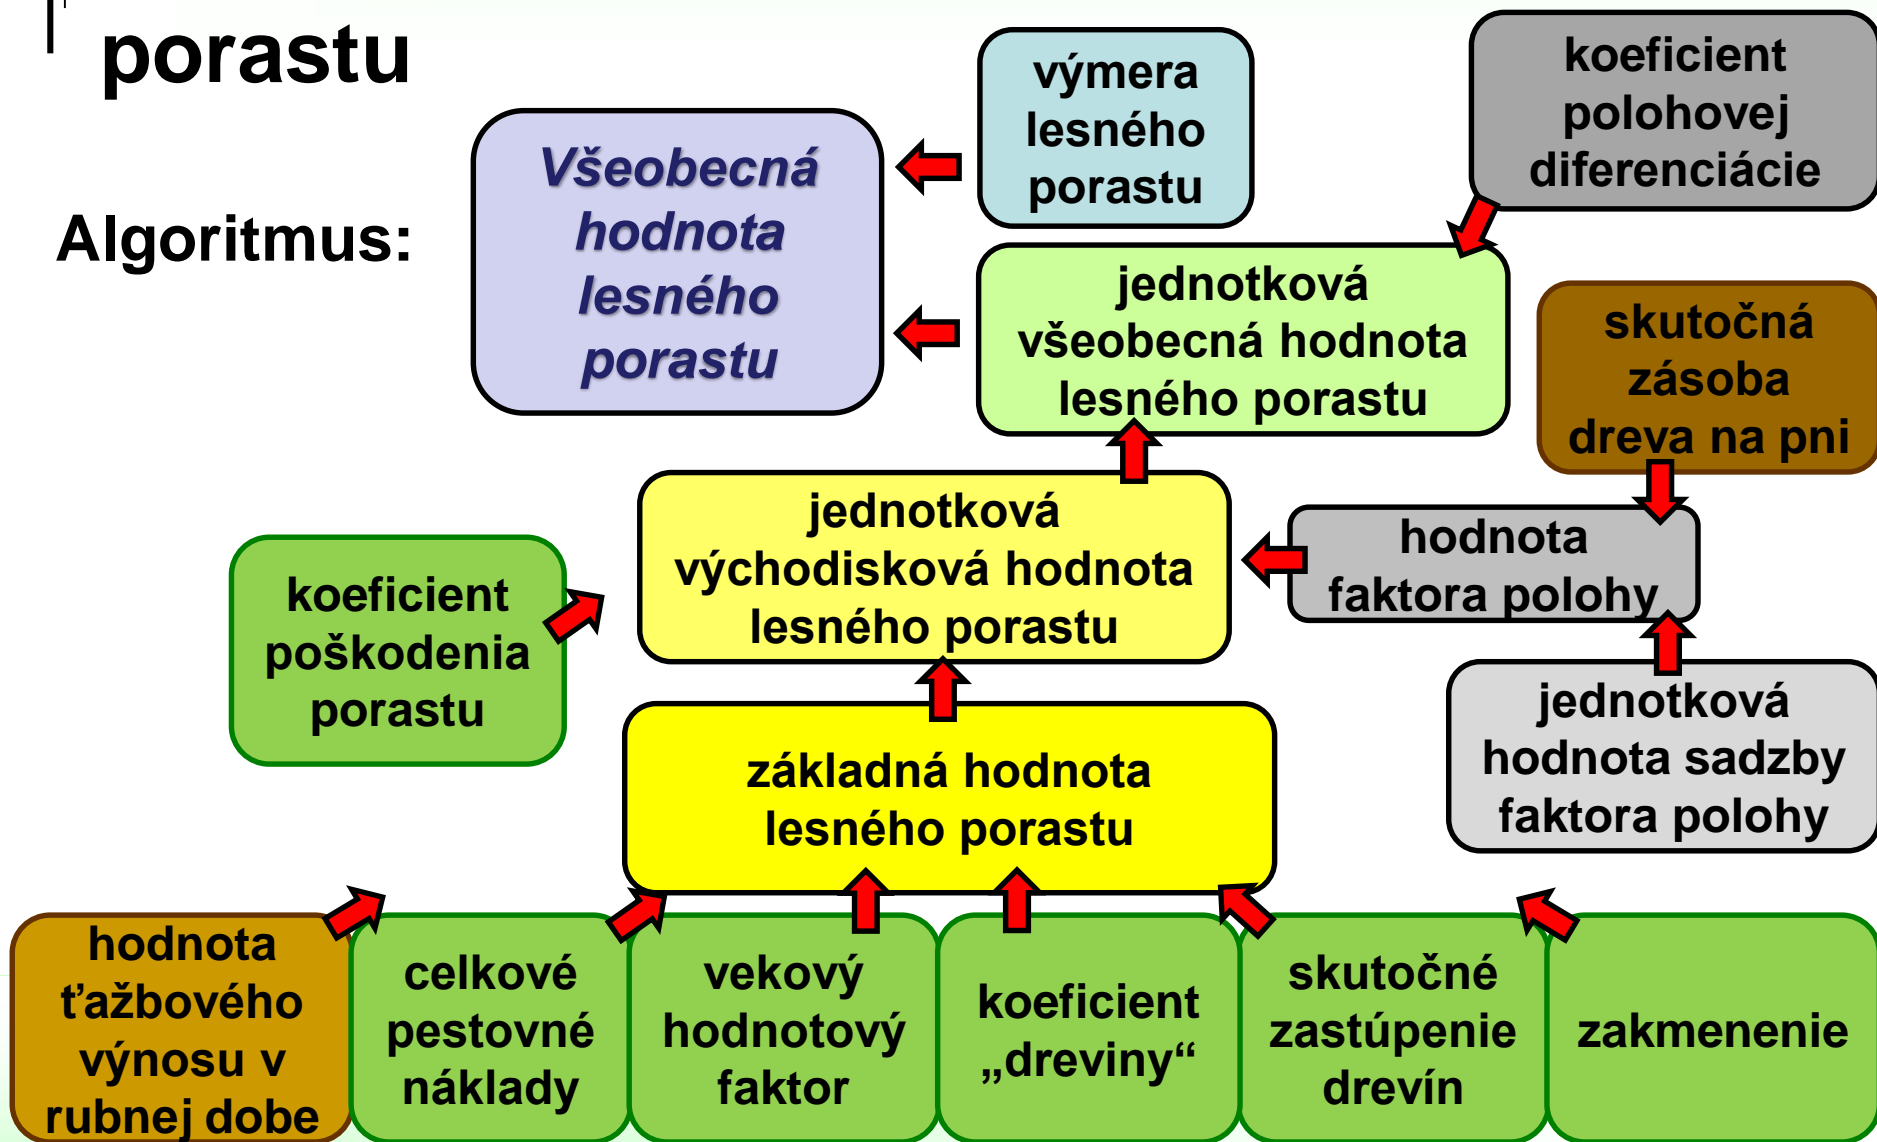 porastu
Algoritmus:
Všeobecná
hodnota
lesného
porastu
výmera
lesného
porastu
koeficient
polohovej
diferenciácie
jednotková
všeobecná hodnota
lesného porastu
skutočná
zásoba
dreva na pni
jednotková
východisková hodnota
lesného porastu
hodnota
faktora polohy
koeficient
poškodenia
porastu
jednotková
hodnota sadzby
faktora polohy
základná hodnota
lesného porastu
hodnota
ťažbového
výnosu v
rubnej dobe
celkové
pestovné
náklady
vekový
hodnotový
faktor
koeficient
„dreviny“
skutočné
zastúpenie
drevín
zakmenenie